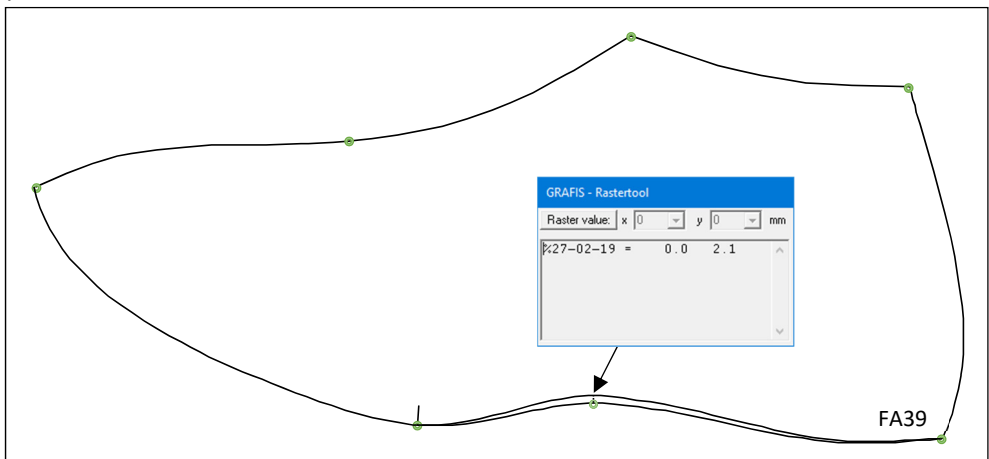 GRAFIS - Rastertool
Raster value: x 0 y 0 mm
%27-02-19 = 0.0 2.1
FA39